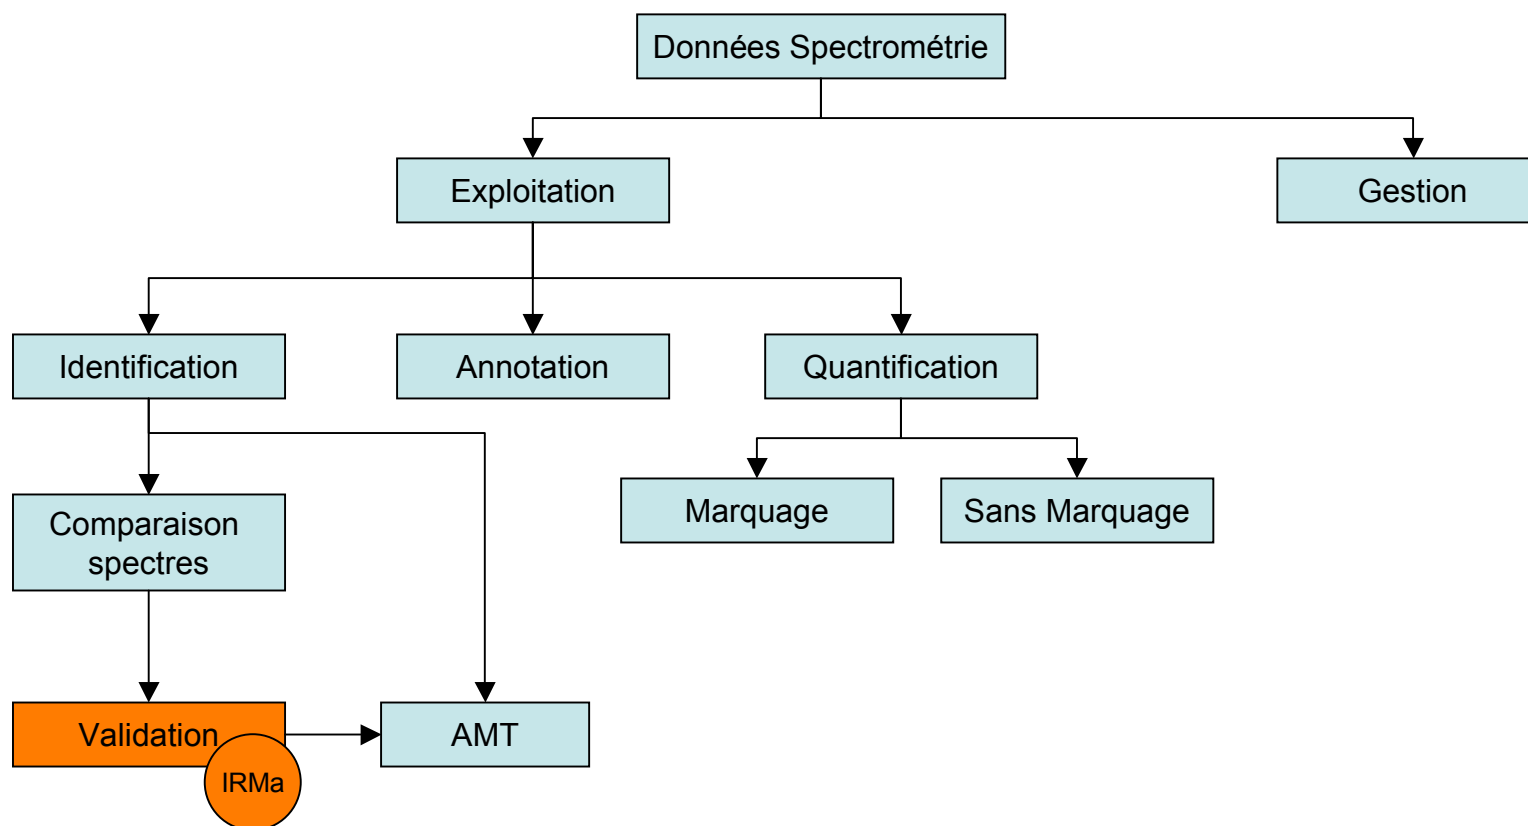 Données Spectrométrie
Exploitation
Gestion
Identification
Annotation
Quantification
Comparaison
spectres
Marquage
Sans Marquage
Validation
AMT
IRMa